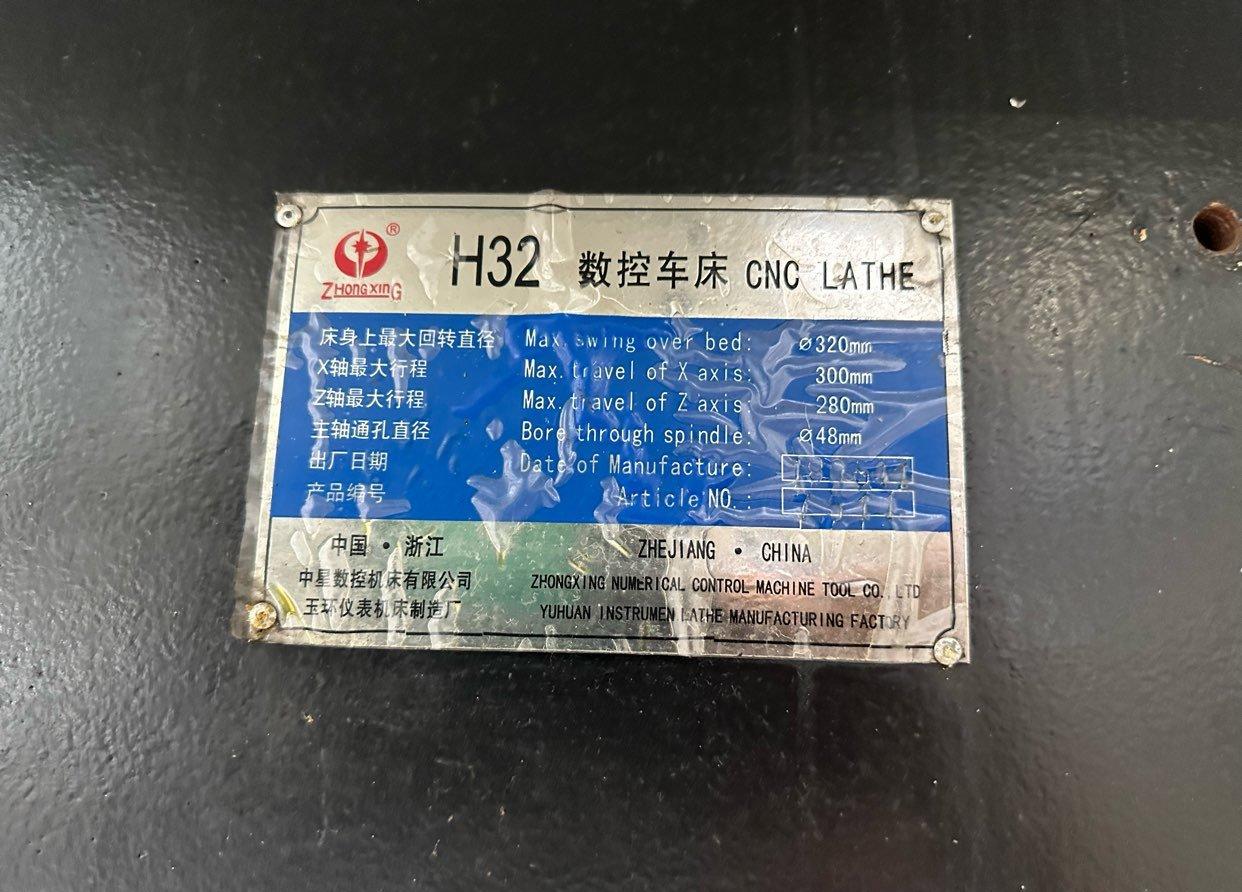 ®
ZHONGXING
H32 数控车床 CNC LATHE
床身上最大回转直径 Max. swing over bed: ⌀320mm
X轴最大行程 Max. travel of X axis: 300mm
Z轴最大行程 Max. travel of Z axis: 280mm
主轴通孔直径 Bore through spindle: ⌀48mm
出厂日期 Date of Manufacture:
产品编号 Article NO.:
中国·浙江 ZHEJIANG · CHINA
中星数控机床有限公司 ZHONGXING NUMERICAL CONTROL MACHINE TOOL CO., LTD
玉环仪表机床制造厂 YUHUAN INSTRUMEN LATHE MANUFACTURING FACTORY